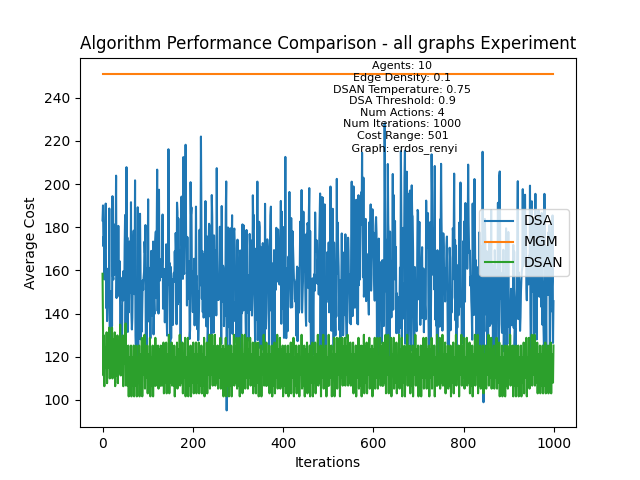 Algorithm Performance Comparison - all graphs Experiment
Agents: 10
Edge Density: 0.1
DSAN Temperature: 0.75
DSA Threshold: 0.9
Num Actions: 4
Num Iterations: 1000
Cost Range: 501
Graph: erdos_renyi
240
220
200
180
160
140
120
100
Average Cost
DSA
MGM
DSAN
0
200
400
600
800
1000
Iterations